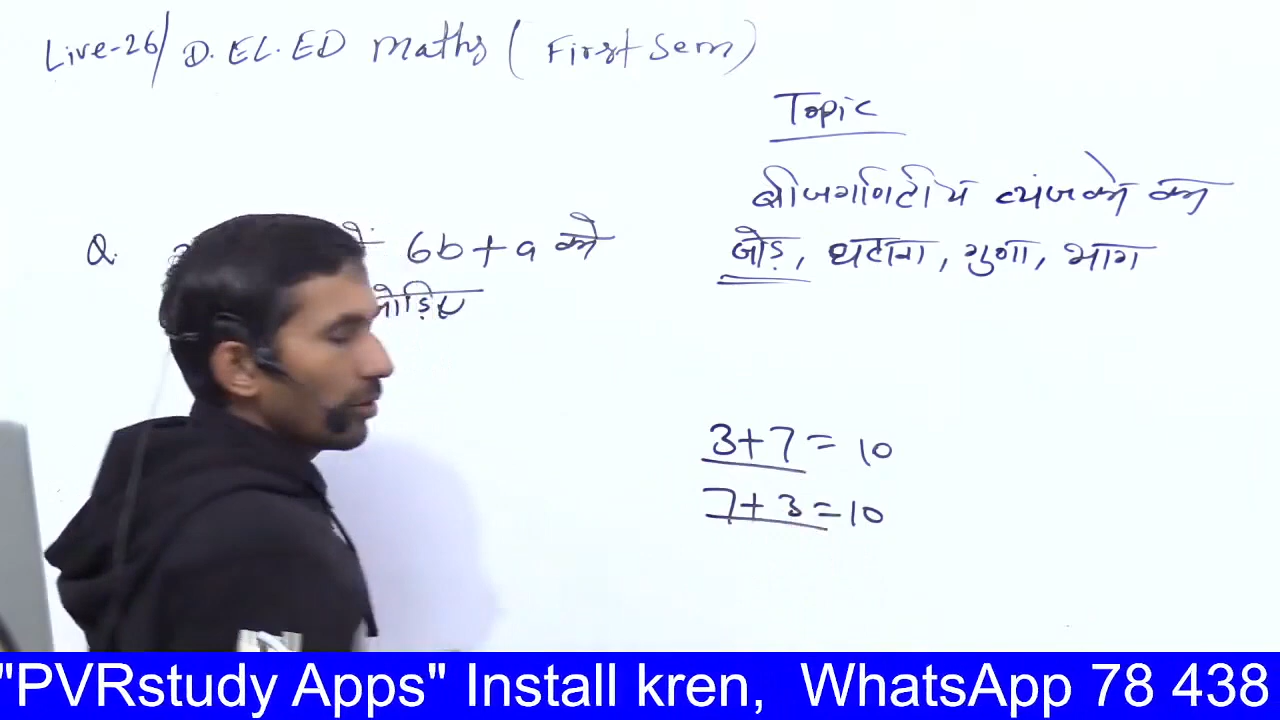 Live-26/ D.EL.ED Maths ( First Sem )
Topic
बीजगणितीय व्यंजकों का
जोड़, घटाना, गुणा, भाग
Q. 6b+a को
जोड़िए
3+7 = 10
7+3 = 10
"PVRstudy Apps" Install kren, WhatsApp 78 438